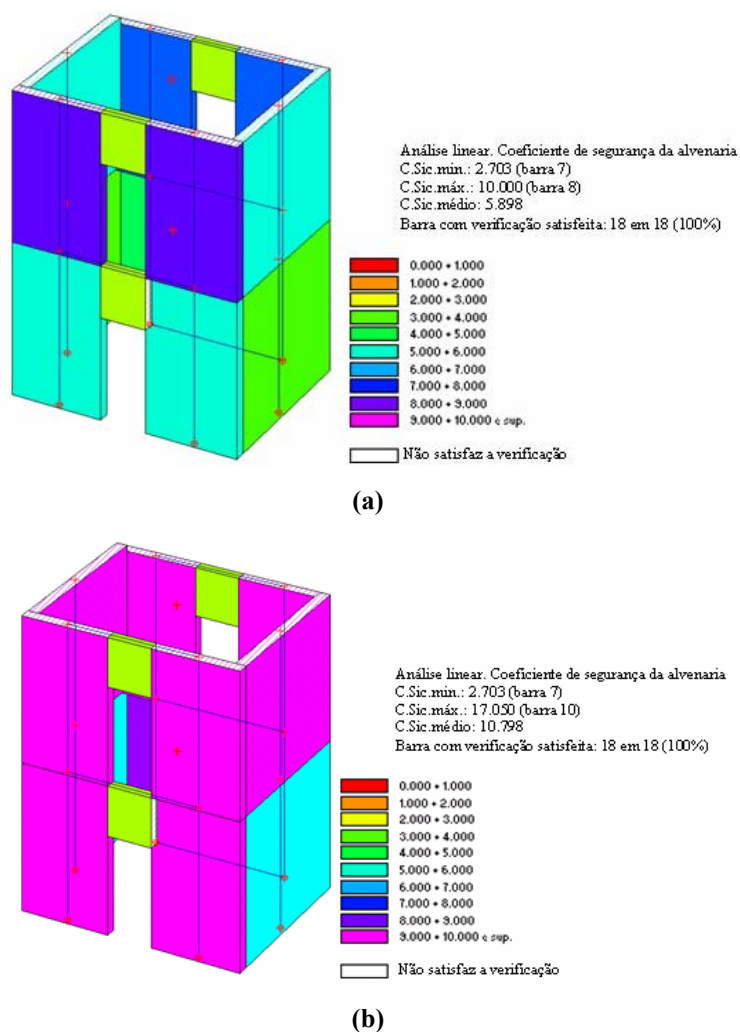 Análise linear. Coeficiente de segurança da alvenaria
C.Sic.min.: 2.703 (barra 7)
C.Sic.máx.: 10.000 (barra 8)
C.Sic.médio: 5.898
Barra com verificação satisfeita: 18 em 18 (100%)
0.000 ÷ 1.000
1.000 ÷ 2.000
2.000 ÷ 3.000
3.000 ÷ 4.000
4.000 ÷ 5.000
5.000 ÷ 6.000
6.000 ÷ 7.000
7.000 ÷ 8.000
8.000 ÷ 9.000
9.000 ÷ 10.000 e sup.
Não satisfaz a verificação
(a)
Análise linear. Coeficiente de segurança da alvenaria
C.Sic.min.: 2.703 (barra 7)
C.Sic.máx.: 17.050 (barra 10)
C.Sic.médio: 10.798
Barra com verificação satisfeita: 18 em 18 (100%)
0.000 ÷ 1.000
1.000 ÷ 2.000
2.000 ÷ 3.000
3.000 ÷ 4.000
4.000 ÷ 5.000
5.000 ÷ 6.000
6.000 ÷ 7.000
7.000 ÷ 8.000
8.000 ÷ 9.000
9.000 ÷ 10.000 e sup.
Não satisfaz a verificação
(b)